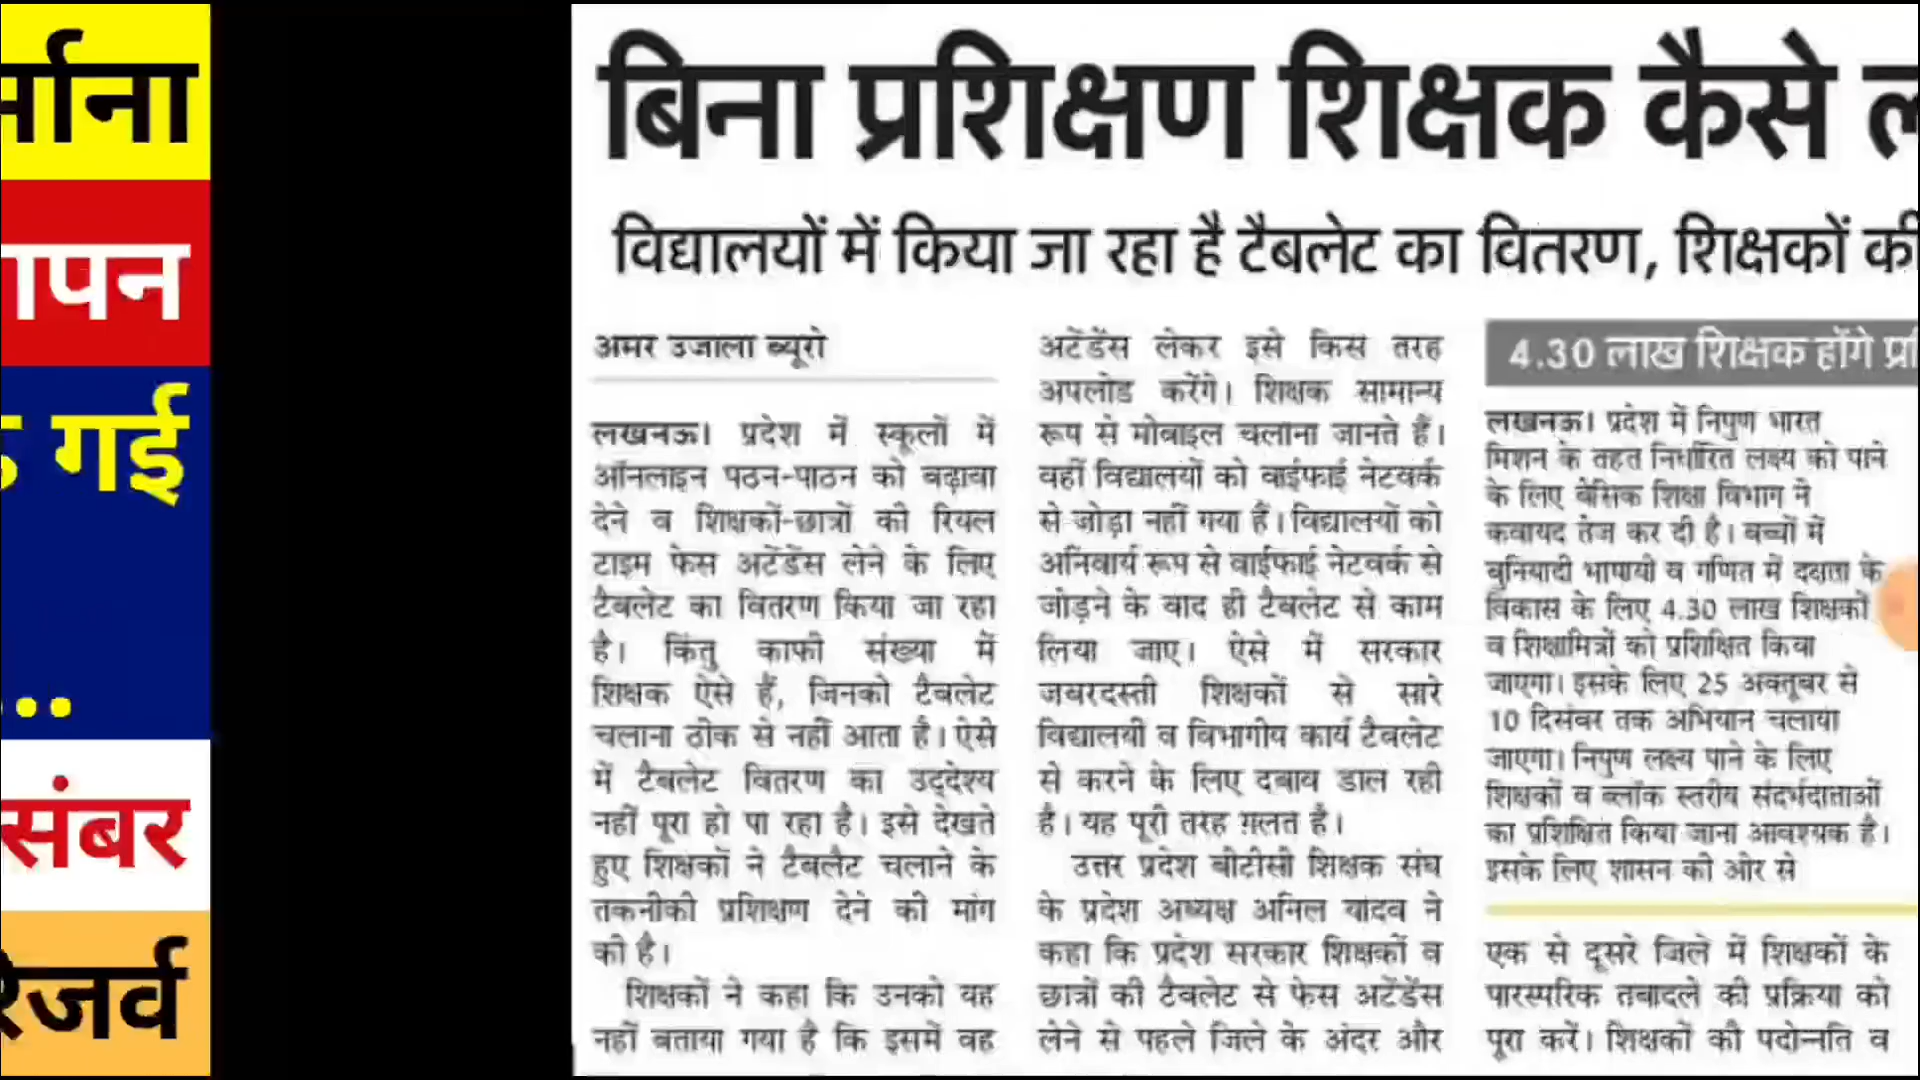 र्माना
ापन
गई
...
संबर
रिजर्व
बिना प्रशिक्षण शिक्षक कैसे
विद्यालयों में किया जा रहा है टैबलेट का वितरण, शिक्षकों की
अमर उजाला ब्यूरो
लखनऊ। प्रदेश में स्कूलों में
ऑनलाइन पठन-पाठन को बढ़ावा
देने व शिक्षकों-छात्रों की रियल
टाइम फेस अटेंडेंस लेने के लिए
टैबलेट का वितरण किया जा रहा
है। किंतु काफी संख्या में
शिक्षक ऐसे हैं, जिनको टैबलेट
चलाना ठीक से नहीं आता है। ऐसे
में टैबलेट वितरण का उद्देश्य
नहीं पूरा हो पा रहा है। इसे देखते
हुए शिक्षकों ने टैबलैट चलाने के
तकनीकी प्रशिक्षण देने की मांग
की है।
शिक्षकों ने कहा कि उनको यह
नहीं बताया गया है कि इसमें वह
अटेंडेंस लेकर इसे किस तरह
अपलोड करेंगे। शिक्षक सामान्य
रूप से मोबाइल चलाना जानते हैं।
वहीं विद्यालयों को वाईफाई नेटवर्क
से जोड़ा नहीं गया है। विद्यालयों को
अनिवार्य रूप से वाईफाई नेटवर्क से
जोड़ने के बाद ही टैबलेट से काम
लिया जाए। ऐसे में सरकार
जबरदस्ती शिक्षकों से सारे
विद्यालयी व विभागीय कार्य टैबलेट
से करने के लिए दबाव डाल रही
है। यह पूरी तरह ग़लत है।
उत्तर प्रदेश बीटीसी शिक्षक संघ
के प्रदेश अध्यक्ष अनिल यादव ने
कहा कि प्रदेश सरकार शिक्षकों व
छात्रों की टैबलेट से फेस अटेंडेंस
लेने से पहले जिले के अंदर और
4.30 लाख शिक्षक होंगे
लखनऊ। प्रदेश में निपुण भारत
मिशन के तहत निर्धारित लक्ष्य को पाने
के लिए बेसिक शिक्षा विभाग ने
कवायद तेज कर दी है। बच्चों में
बुनियादी भाषायी व गणित में दक्षता के
विकास के लिए 4.30 लाख शिक्षकों
व शिक्षामित्रों को प्रशिक्षित किया
जाएगा। इसके लिए 25 अक्तूबर से
10 दिसंबर तक अभियान चलाया
जाएगा। निपुण लक्ष्य पाने के लिए
शिक्षकों व ब्लॉक स्तरीय संदर्भदाताओं
का प्रशिक्षित किया जाना आवश्यक है।
इसके लिए शासन की ओर से
एक से दूसरे जिले में शिक्षकों के
पारस्परिक तबादले की प्रक्रिया को
पूरा करें। शिक्षकों की पदोन्नति व